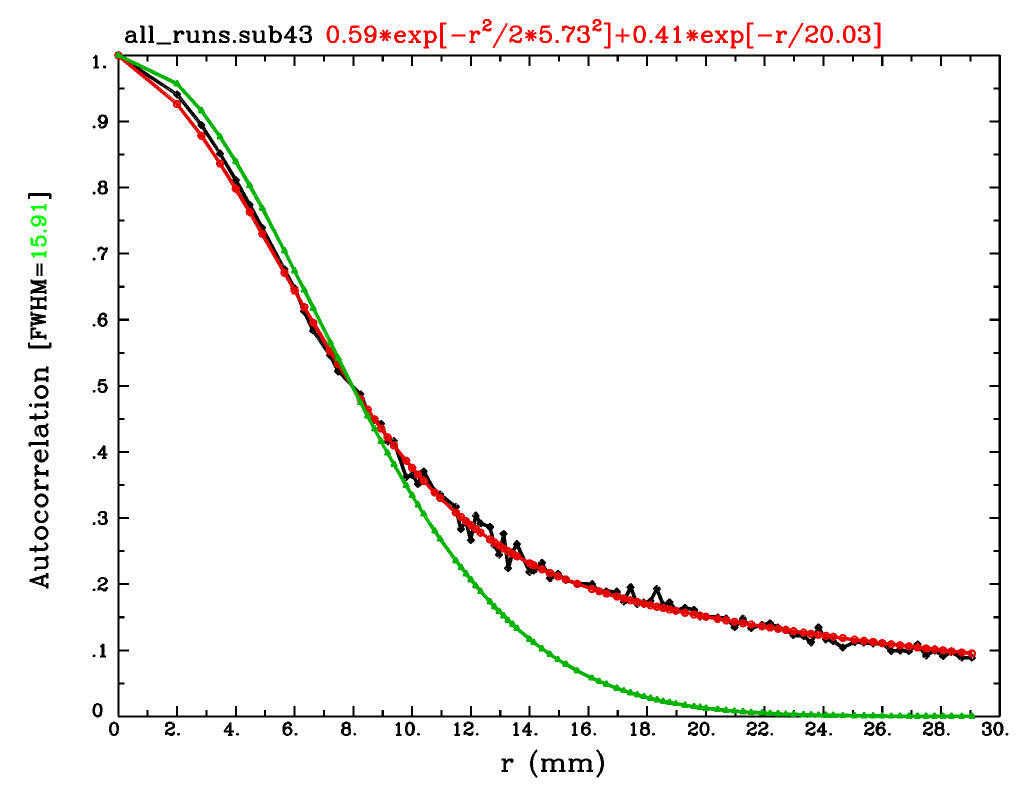 all_runs.sub43 0.59*exp[-r²/2*5.73²]+0.41*exp[-r/20.03]
1.
.9
.8
.7
.6
.5
.4
.3
.2
.1
0
Autocorrelation [FWHM=15.91]
0. 2. 4. 6. 8. 10. 12. 14. 16. 18. 20. 22. 24. 26. 28. 30.
r (mm)